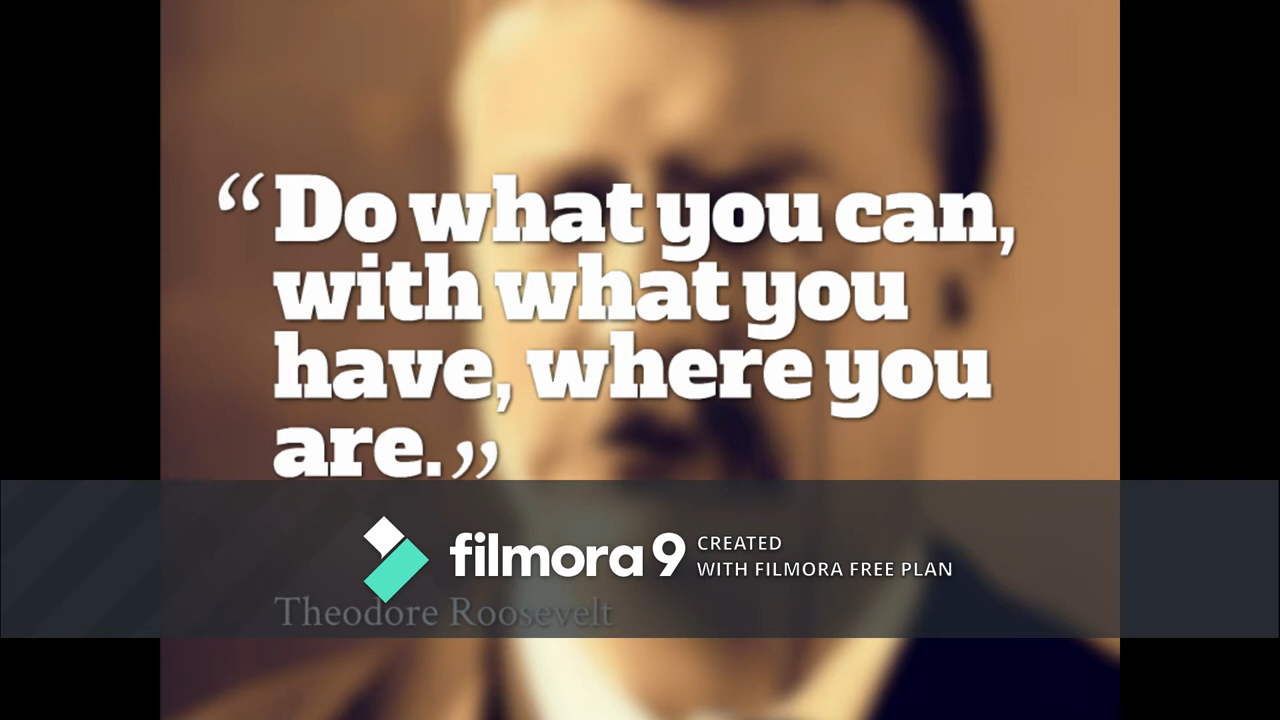 “Do what you can,
with what you
have, where you
are.”
filmora9 CREATED
WITH FILMORA FREE PLAN
Theodore Roosevelt